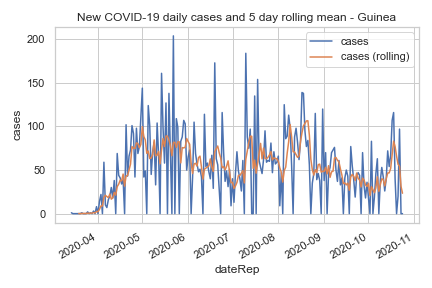 New COVID-19 daily cases and 5 day rolling mean - Guinea
cases
cases (rolling)
200
150
100
50
0
cases
2020-04
2020-05
2020-06
2020-07
2020-08
2020-09
2020-10
2020-11
dateRep